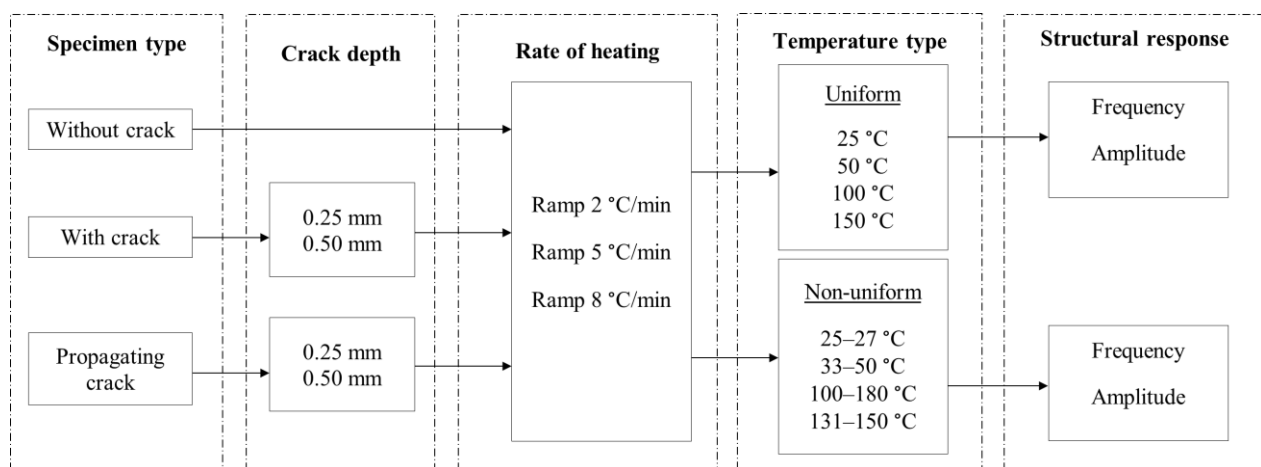 Specimen type
Without crack
With crack
Propagating
crack
Crack depth
0.25 mm
0.50 mm
0.25 mm
0.50 mm
Rate of heating
Ramp 2 °C/min
Ramp 5 °C/min
Ramp 8 °C/min
Temperature type
Uniform
25 °C
50 °C
100 °C
150 °C
Non-uniform
25–27 °C
33–50 °C
100–180 °C
131–150 °C
Structural response
Frequency
Amplitude
Frequency
Amplitude